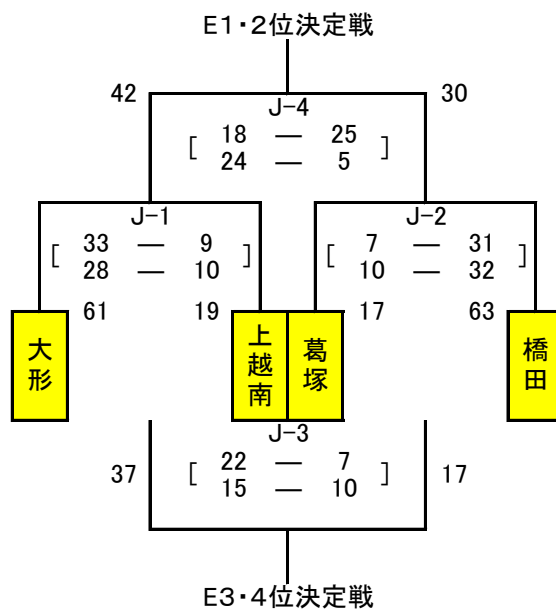 E1・2位決定戦
42 30
J-4
[ 18 — 25 ]
24 — 5
J-1 J-2
[ 33 — 9 ] [ 7 — 31 ]
28 — 10 10 — 32
61 19 17 63
大形 上越南 葛塚 橋田
J-3
37 [ 22 — 7 ] 17
15 — 10
E3・4位決定戦